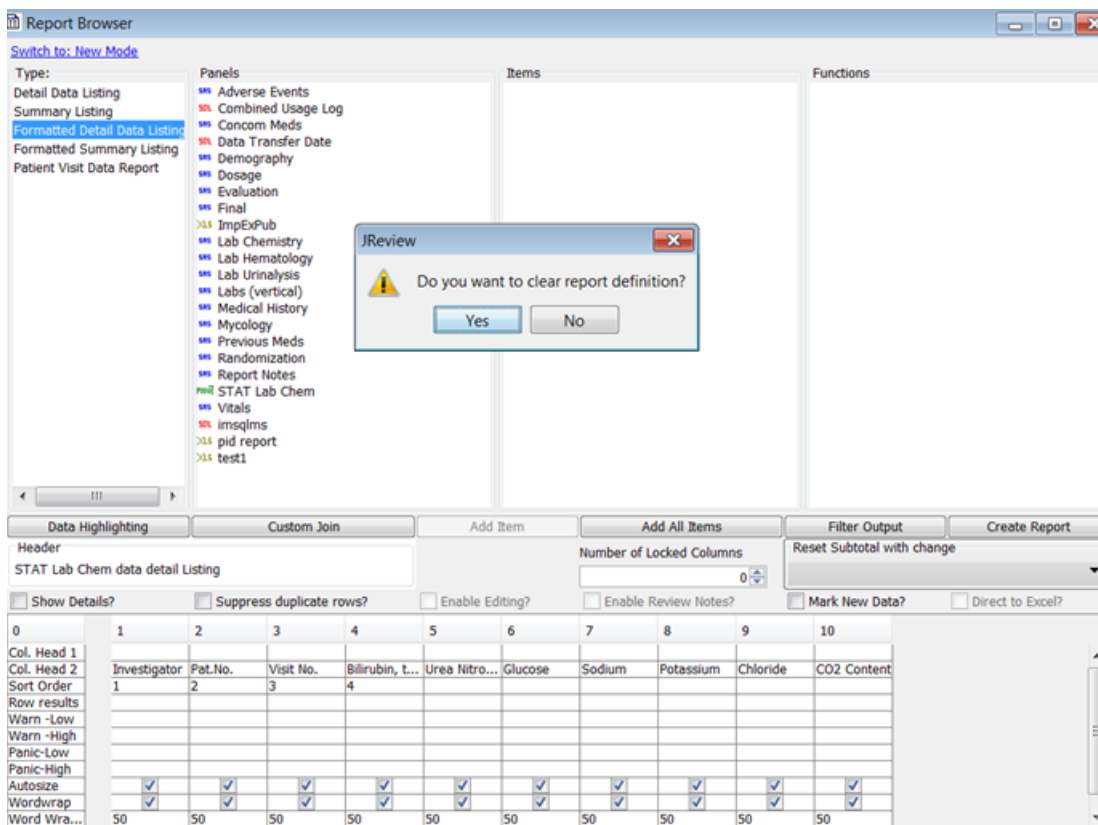 Report Browser
Switch to: New Mode
Type:
Detail Data Listing
Summary Listing
Formatted Detail Data Listing
Formatted Summary Listing
Patient Visit Data Report
Panels
SAS Adverse Events
SQL Combined Usage Log
SAS Concom Meds
SQL Data Transfer Date
SAS Demography
SAS Dosage
SAS Evaluation
SAS Final
XLS ImpExPub
SAS Lab Chemistry
SAS Lab Hematology
SAS Lab Urinalysis
SAS Labs (vertical)
SAS Medical History
SAS Mycology
SAS Previous Meds
SAS Randomization
SAS Report Notes
STAT Lab Chem
SAS Vitals
SQL imsqlms
XLS pid report
XLS test1
Items
Functions
JReview
Do you want to clear report definition?
Yes No
Data Highlighting Custom Join Add Item Add All Items Filter Output Create Report
Header
STAT Lab Chem data detail Listing
Number of Locked Columns
0
Reset Subtotal with change
Show Details? Suppress duplicate rows? Enable Editing? Enable Review Notes? Mark New Data? Direct to Excel?
0 1 2 3 4 5 6 7 8 9 10
Col. Head 1
Col. Head 2 Investigator Pat.No. Visit No. Bilirubin, t... Urea Nitro... Glucose Sodium Potassium Chloride CO2 Content
Sort Order 1 2 3 4
Row results
Warn -Low
Warn -High
Panic-Low
Panic-High
Autosize
Wordwrap
Word Wra... 50 50 50 50 50 50 50 50 50 50